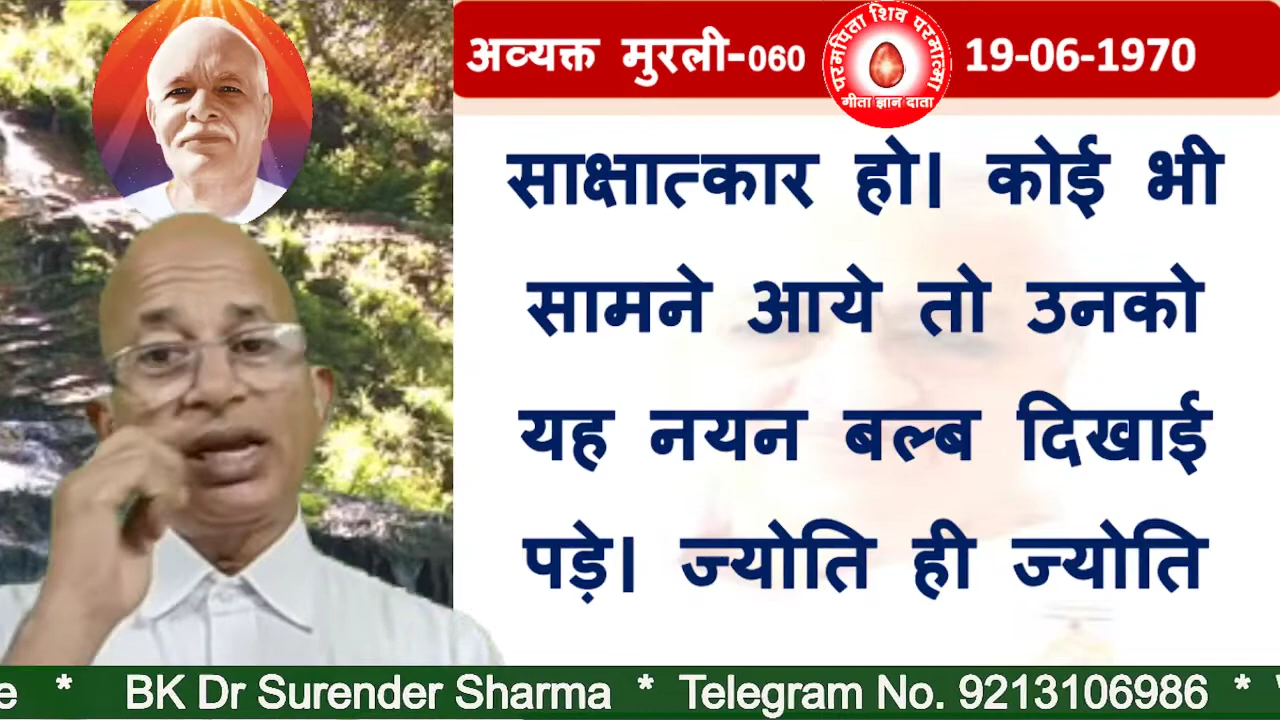 अव्यक्त मुरली-060
परमपिता शिव परमात्मा
गीता ज्ञान दाता
19-06-1970
साक्षात्कार हो। कोई भी
सामने आये तो उनको
यह नयन बल्ब दिखाई
पड़े। ज्योति ही ज्योति
e * BK Dr Surender Sharma * Telegram No. 9213106986 *